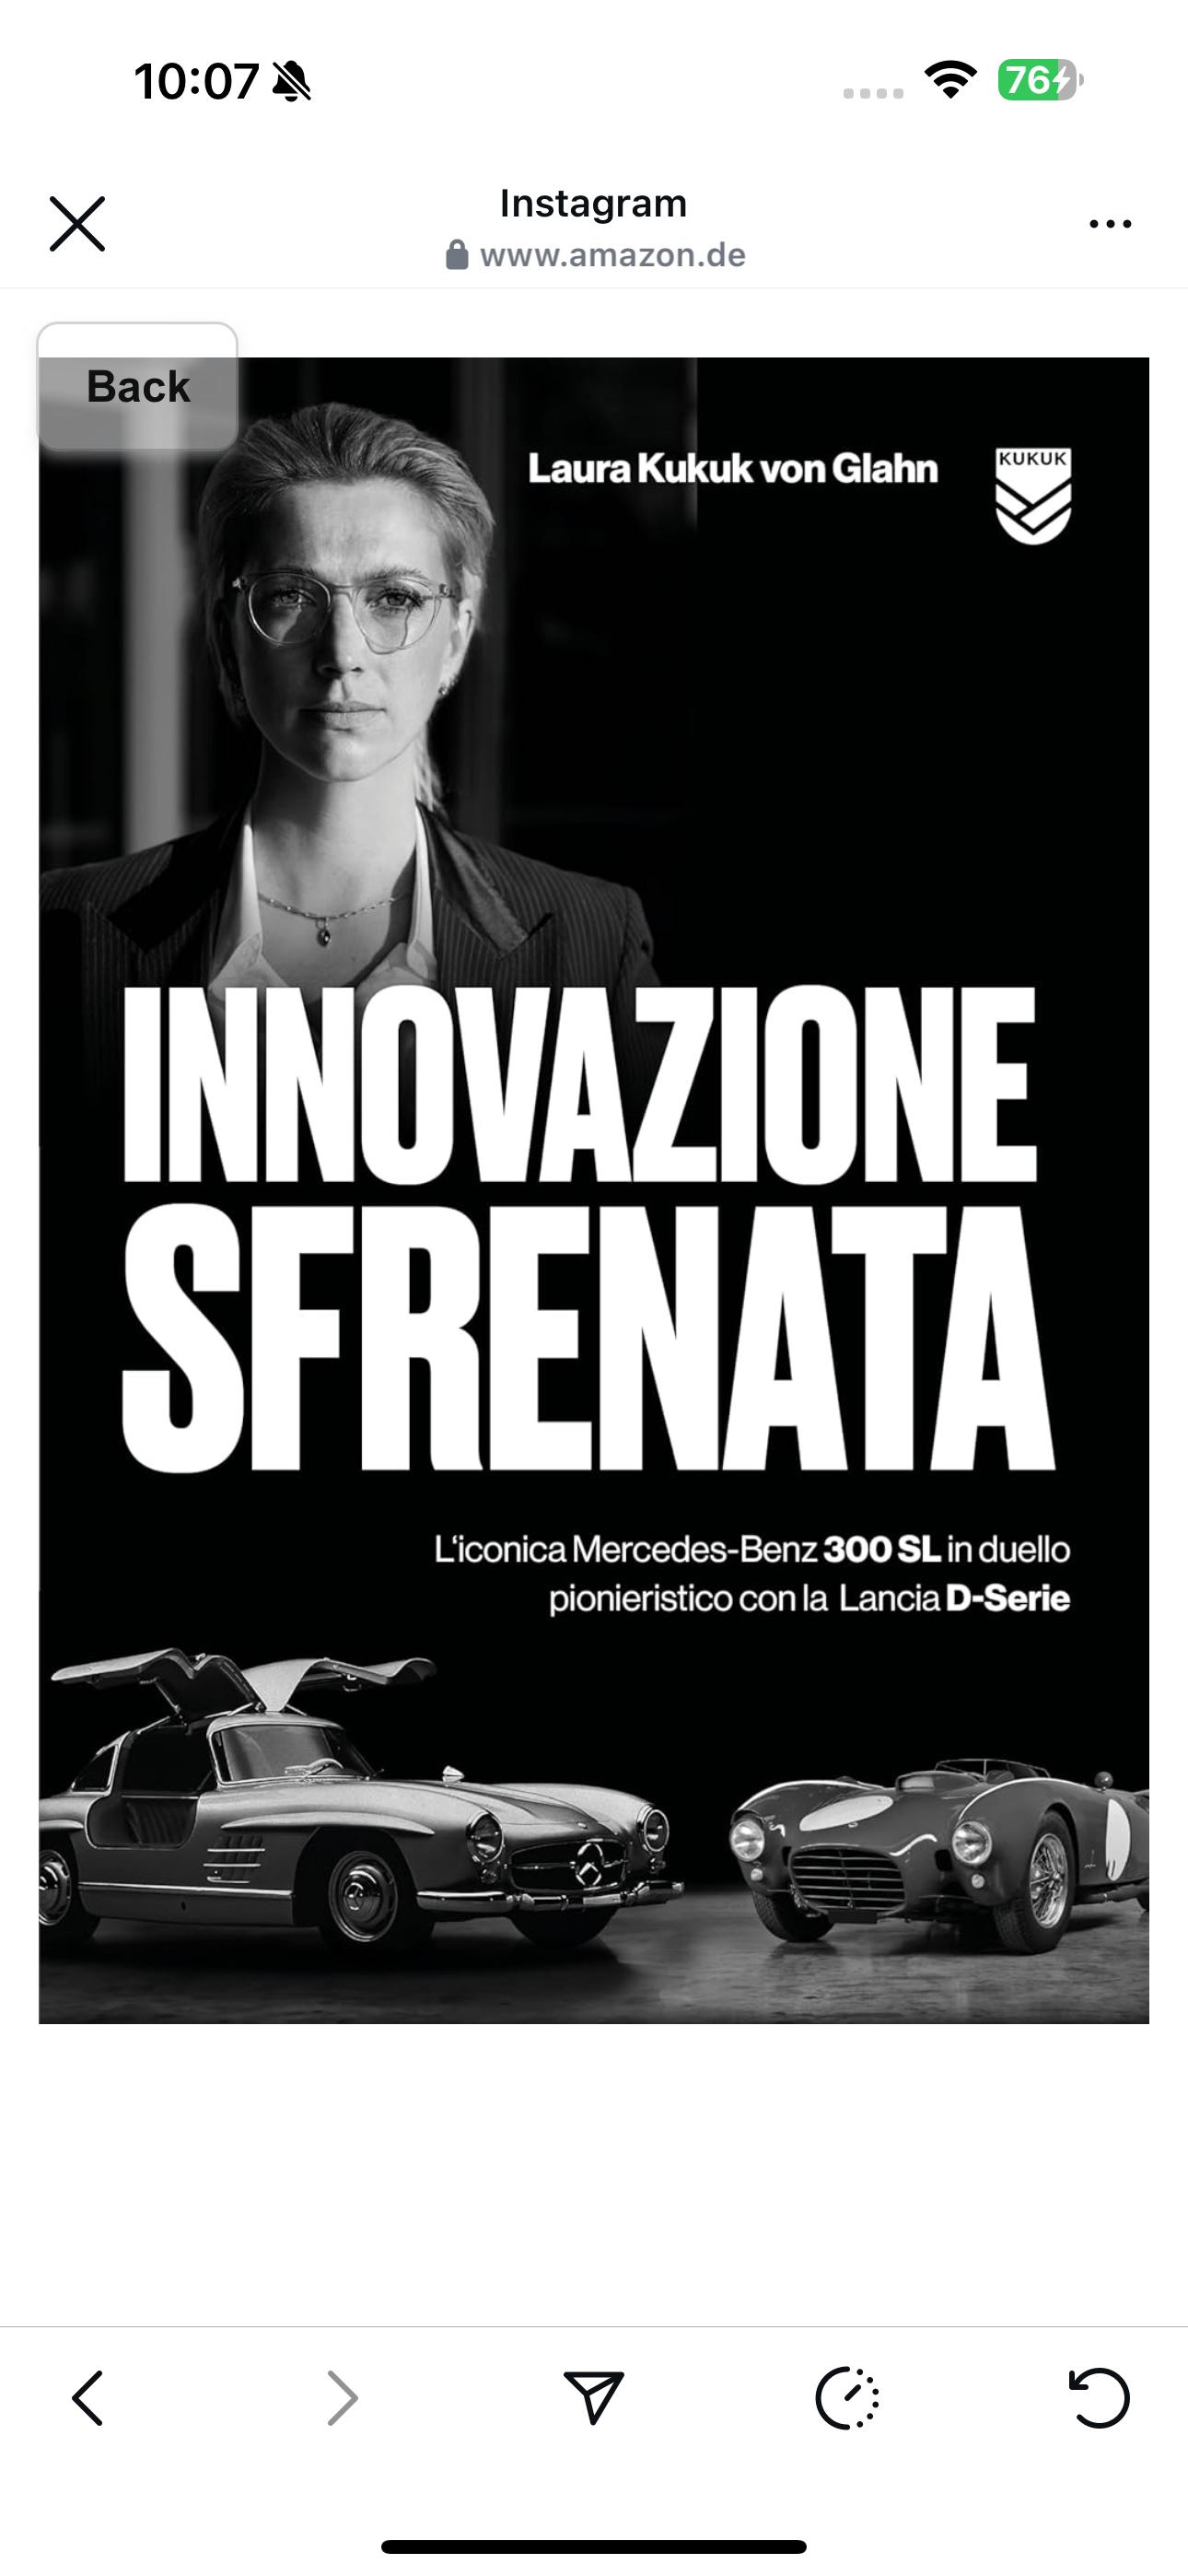 10:07
76
Instagram
www.amazon.de
Back
Laura Kukuk von Glahn
KUKUK
INNOVAZIONE
SFRENATA
L‘iconica Mercedes-Benz 300 SL in duello
pionieristico con la Lancia D-Serie